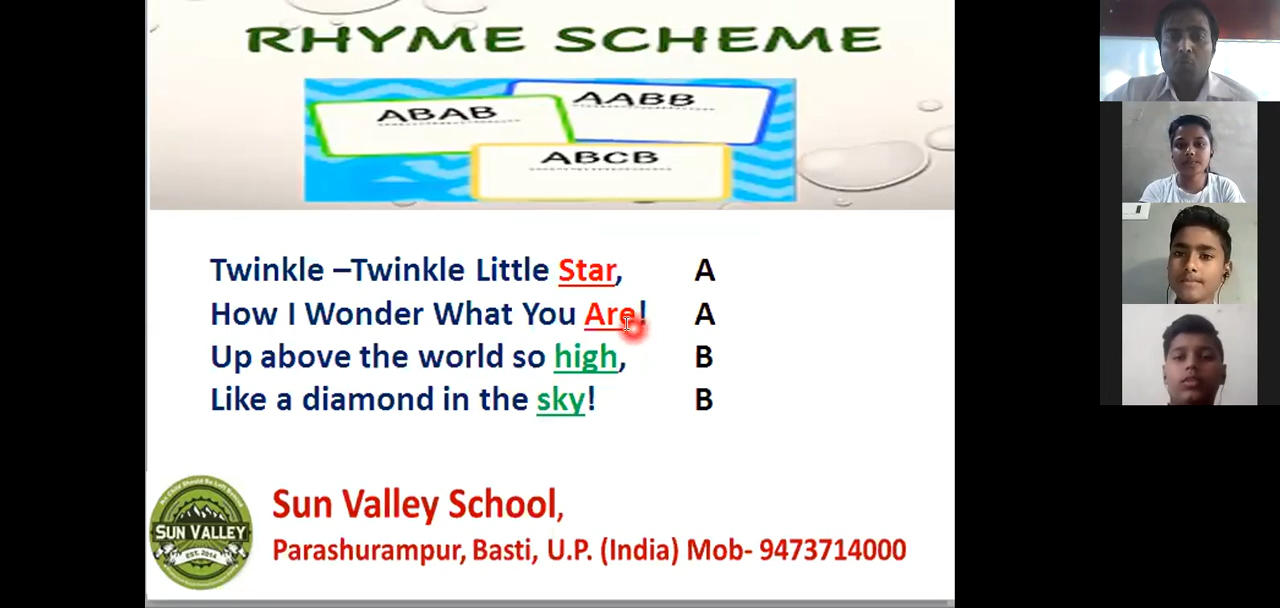 RHYME SCHEME
ABAB
AABB
ABCB
Twinkle –Twinkle Little Star, A
How I Wonder What You Are! A
Up above the world so high, B
Like a diamond in the sky! B
SUN VALLEY
EST. 2014
Sun Valley School,
Parashurampur, Basti, U.P. (India) Mob- 9473714000